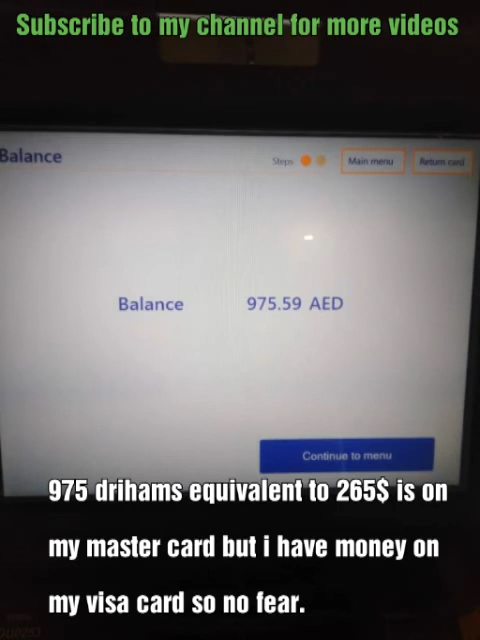 Subscribe to my channel for more videos
Balance
Steps
Main menu
Return card
Balance 975.59 AED
Continue to menu
975 drihams equivalent to 265$ is on
my master card but i have money on
my visa card so no fear.